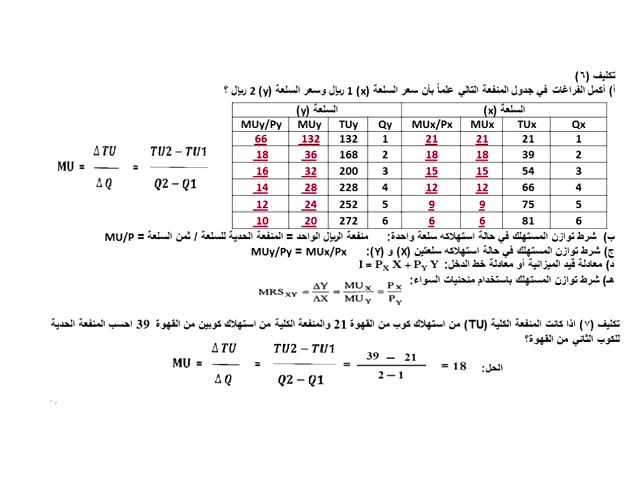 تكليف (٦)
أ) أكمل الفراغات في جدول المنفعة التالي علماً بأن سعر السلعة (x) 1 ريال وسعر السلعة (y) 2 ريال ؟
السلعة (x) السلعة (y)
Qx TUx MUx MUx/Px Qy TUy MUy MUy/Py
1 21 21 21 1 132 132 66
2 39 18 18 2 168 36 18
3 54 15 15 3 200 32 16
4 66 12 12 4 228 28 14
5 75 9 9 5 252 24 12
6 81 6 6 6 272 20 10
MU = Δ TU / Δ Q = TU2 − TU1 / Q2 − Q1
ب) شرط توازن المستهلك في حالة استهلاكه سلعة واحدة: منفعة الريال الواحد = المنفعة الحدية للسلعة / ثمن السلعة = MU/P
ج) شرط توازن المستهلك في حالة استهلاكه سلعتين (X) و (Y): MUy/Py = MUx/Px
د) معادلة قيد الميزانية أو معادلة خط الدخل: I = PX X + PY Y
هـ) شرط توازن المستهلك باستخدام منحنيات السواء: MRSXY = ΔY / ΔX = MUX / MUY = PX / PY
تكليف (٧) اذا كانت المنفعة الكلية (TU) من استهلاك كوب من القهوة 21 والمنفعة الكلية من استهلاك كوبين من القهوة 39 احسب المنفعة الحدية
للكوب الثاني من القهوة؟
الحل: MU = Δ TU / Δ Q = TU2 − TU1 / Q2 − Q1 = 39 − 21 / 2 − 1 = 18